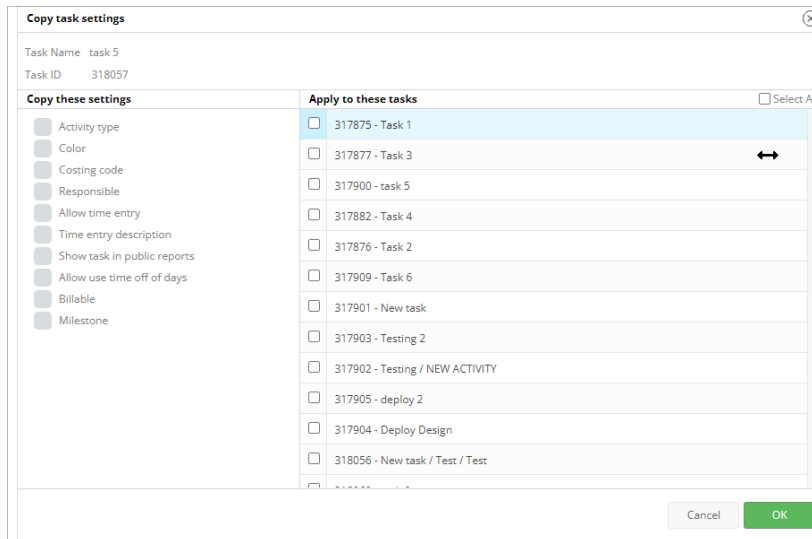 Copy task settings
Task Name task 5
Task ID 318057
Copy these settings
Activity type
Color
Costing code
Responsible
Allow time entry
Time entry description
Show task in public reports
Allow use time off of days
Billable
Milestone
Apply to these tasks
Select A
317875 - Task 1
317877 - Task 3
317900 - task 5
317882 - Task 4
317876 - Task 2
317909 - Task 6
317901 - New task
317903 - Testing 2
317902 - Testing / NEW ACTIVITY
317905 - deploy 2
317904 - Deploy Design
318056 - New task / Test / Test
Cancel
OK